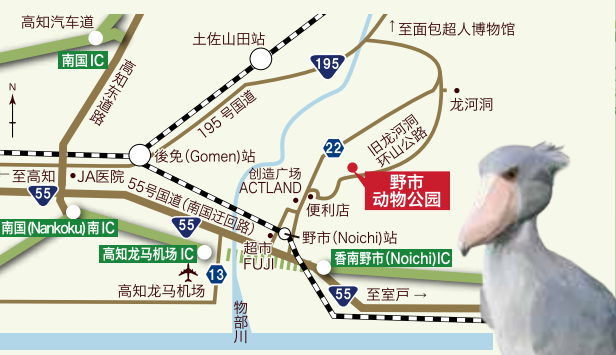 高知汽车道
南国IC
高知东道路
土佐山田站
↑至面包超人博物馆
195
195号国道
龙河洞
旧龙河洞
环山公路
22
N
後免(Gomen)站
←至高知
JA医院
55
55号国道(南国迂回路)
创造广场
ACTLAND
野市
动物公园
便利店
55
南国(Nankoku)南IC
高知龙马机场 IC
超市
FUJI
野市(Noichi)站
香南野市(Noichi)IC
13
高知龙马机场
物部川
55
至室戸→